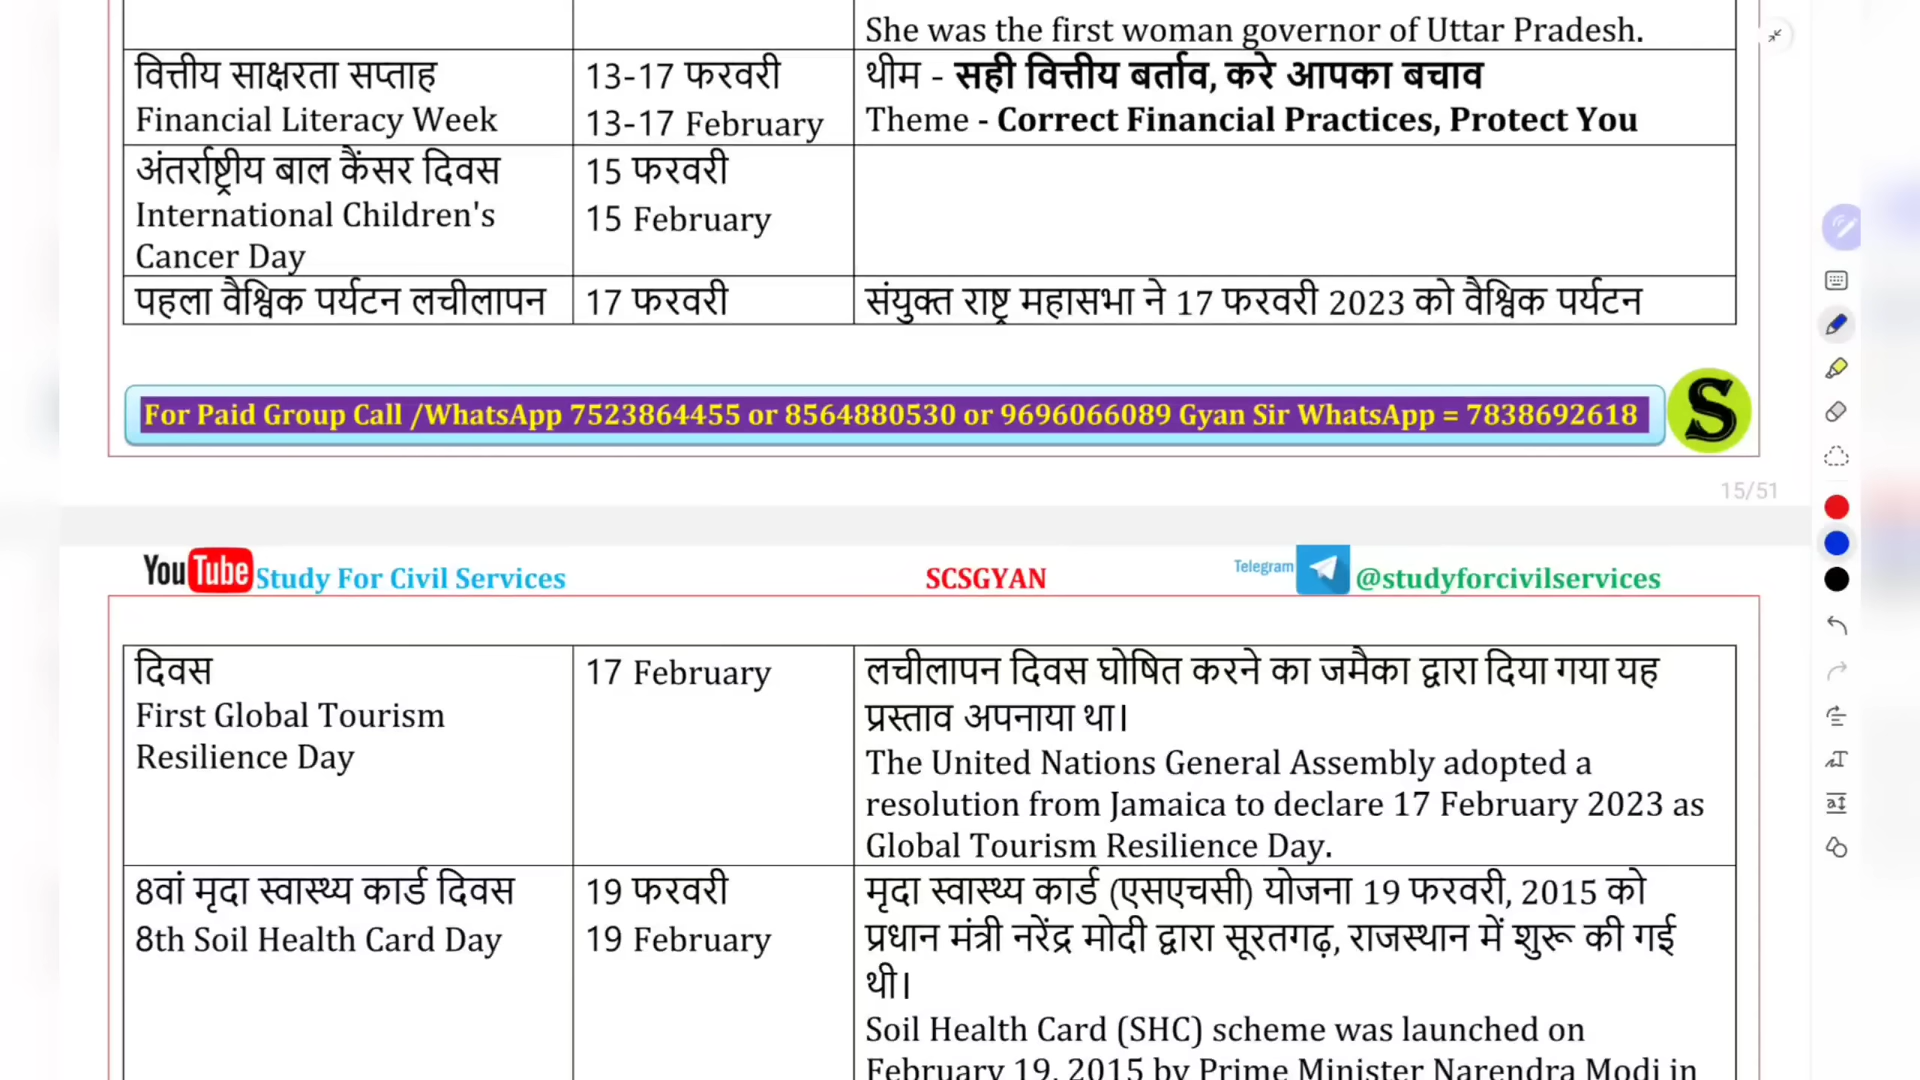 She was the first woman governor of Uttar Pradesh.
वित्तीय साक्षरता सप्ताह
Financial Literacy Week
13-17 फरवरी
13-17 February
थीम - सही वित्तीय बर्ताव, करे आपका बचाव
Theme - Correct Financial Practices, Protect You
अंतर्राष्ट्रीय बाल कैंसर दिवस
International Children's
Cancer Day
15 फरवरी
15 February
पहला वैश्विक पर्यटन लचीलापन
17 फरवरी
संयुक्त राष्ट्र महासभा ने 17 फरवरी 2023 को वैश्विक पर्यटन
For Paid Group Call /WhatsApp 7523864455 or 8564880530 or 9696066089 Gyan Sir WhatsApp = 7838692618
S
15/51
YouTube Study For Civil Services
SCSGYAN
Telegram @studyforcivilservices
दिवस
First Global Tourism
Resilience Day
17 February
लचीलापन दिवस घोषित करने का जमैका द्वारा दिया गया यह
प्रस्ताव अपनाया था।
The United Nations General Assembly adopted a
resolution from Jamaica to declare 17 February 2023 as
Global Tourism Resilience Day.
8वां मृदा स्वास्थ्य कार्ड दिवस
8th Soil Health Card Day
19 फरवरी
19 February
मृदा स्वास्थ्य कार्ड (एसएचसी) योजना 19 फरवरी, 2015 को
प्रधान मंत्री नरेंद्र मोदी द्वारा सूरतगढ़, राजस्थान में शुरू की गई
थी।
Soil Health Card (SHC) scheme was launched on
February 19, 2015 by Prime Minister Narendra Modi in